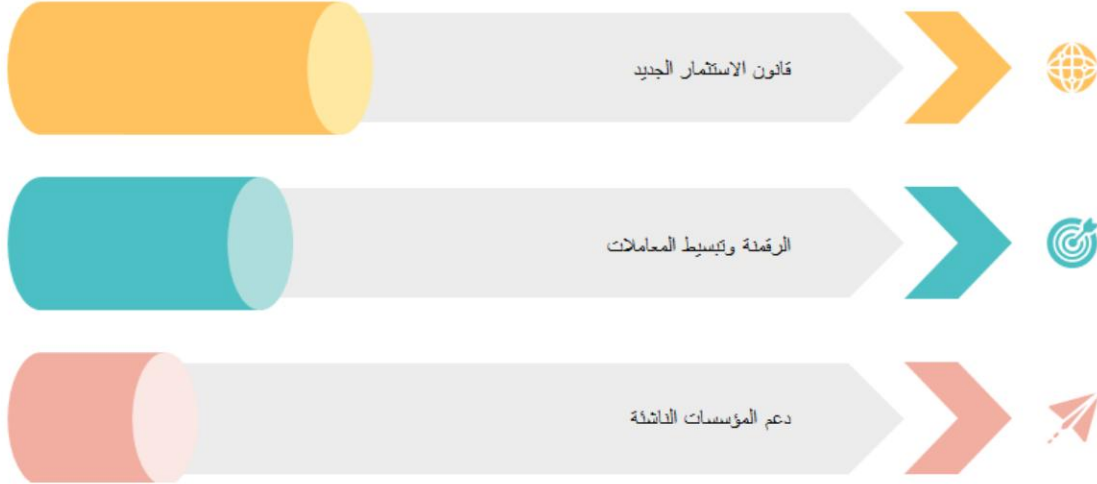 قانون الاستثمار الجديد
الرقمنة وتبسيط المعاملات
دعم المؤسسات الناشئة